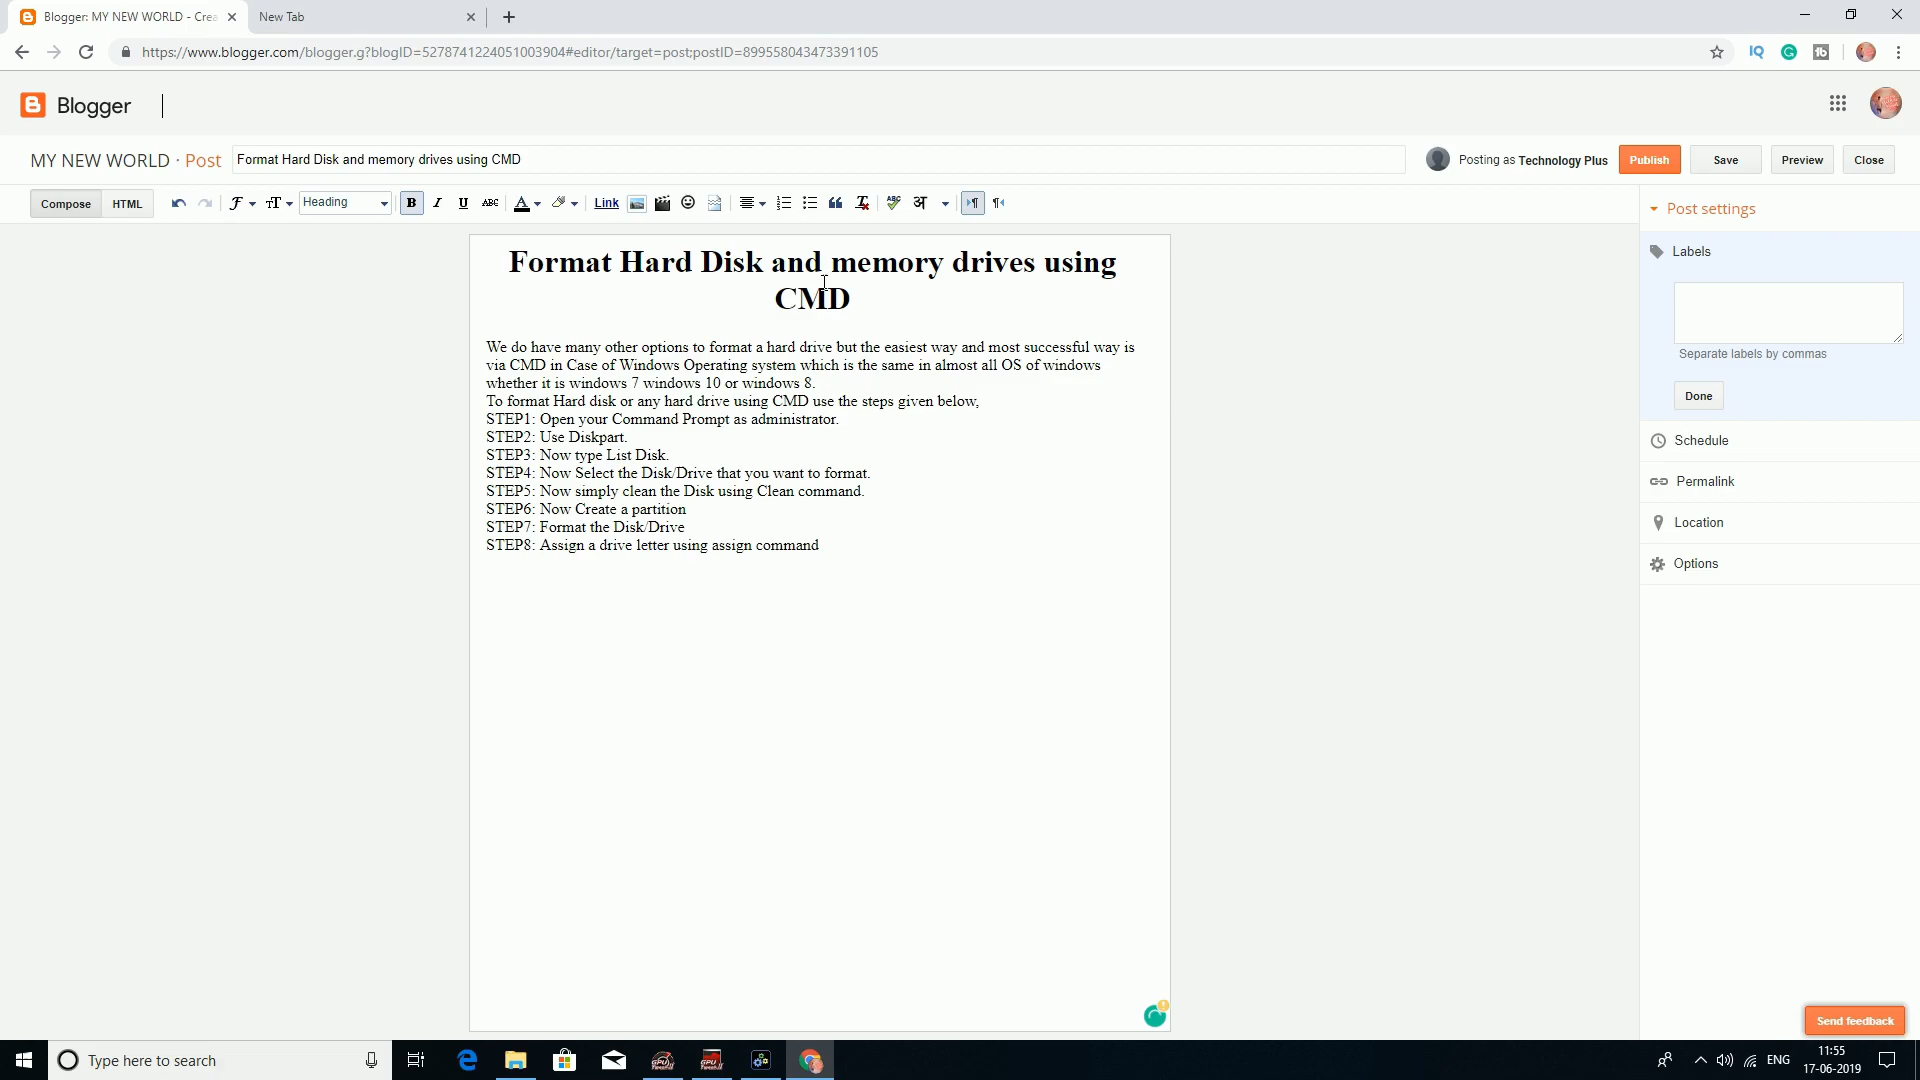 Blogger: MY NEW WORLD - Crea
New Tab
https://www.blogger.com/blogger.g?blogID=5278741224051003904#editor/target=post;postID=899558043473391105
IQ
tb
Blogger
MY NEW WORLD · Post
Format Hard Disk and memory drives using CMD
Posting as Technology Plus
Publish
Save
Preview
Close
Compose
HTML
Heading
B
I
U
ABC
A
Link
अ
Post settings
Labels
Separate labels by commas
Done
Schedule
Permalink
Location
Options
Format Hard Disk and memory drives using
CMD
We do have many other options to format a hard drive but the easiest way and most successful way is
via CMD in Case of Windows Operating system which is the same in almost all OS of windows
whether it is windows 7 windows 10 or windows 8.
To format Hard disk or any hard drive using CMD use the steps given below,
STEP1: Open your Command Prompt as administrator.
STEP2: Use Diskpart.
STEP3: Now type List Disk.
STEP4: Now Select the Disk/Drive that you want to format.
STEP5: Now simply clean the Disk using Clean command.
STEP6: Now Create a partition
STEP7: Format the Disk/Drive
STEP8: Assign a drive letter using assign command
Send feedback
Type here to search
ENG
11:55
17-06-2019